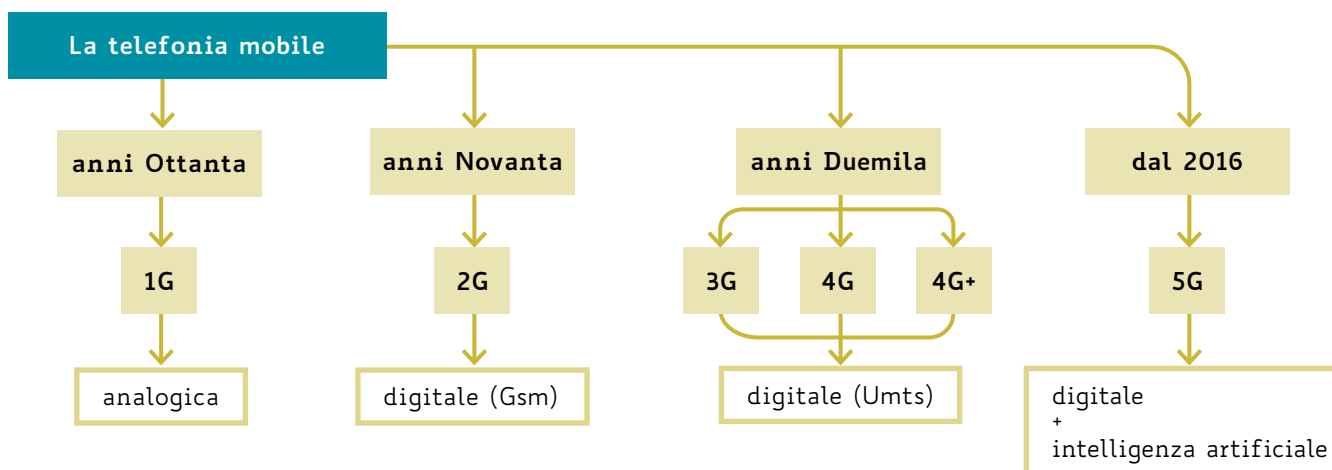 La telefonia mobile
anni Ottanta
anni Novanta
anni Duemila
dal 2016
1G
2G
3G
4G
4G+
5G
analogica
digitale (Gsm)
digitale (Umts)
digitale
+
intelligenza artificiale